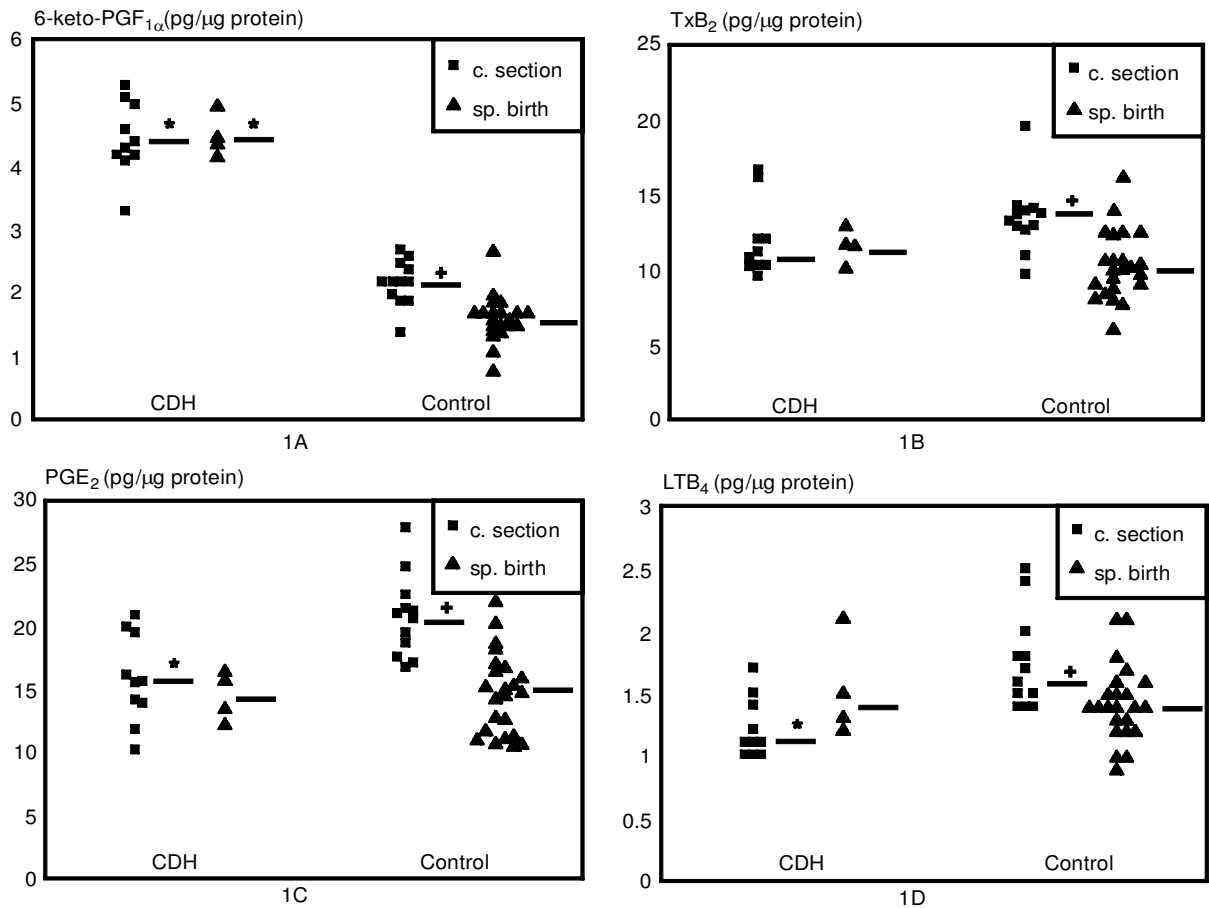 6-keto-PGF1α(pg/μg protein)
6
5
4
3
2
1
0
c. section
sp. birth
*
*
+
CDH
Control
1A
TxB2 (pg/μg protein)
25
20
15
10
5
0
c. section
sp. birth
+
CDH
Control
1B
PGE2 (pg/μg protein)
30
25
20
15
10
5
0
c. section
sp. birth
*
+
CDH
Control
1C
LTB4 (pg/μg protein)
3
2.5
2
1.5
1
0.5
0
c. section
sp. birth
*
+
CDH
Control
1D